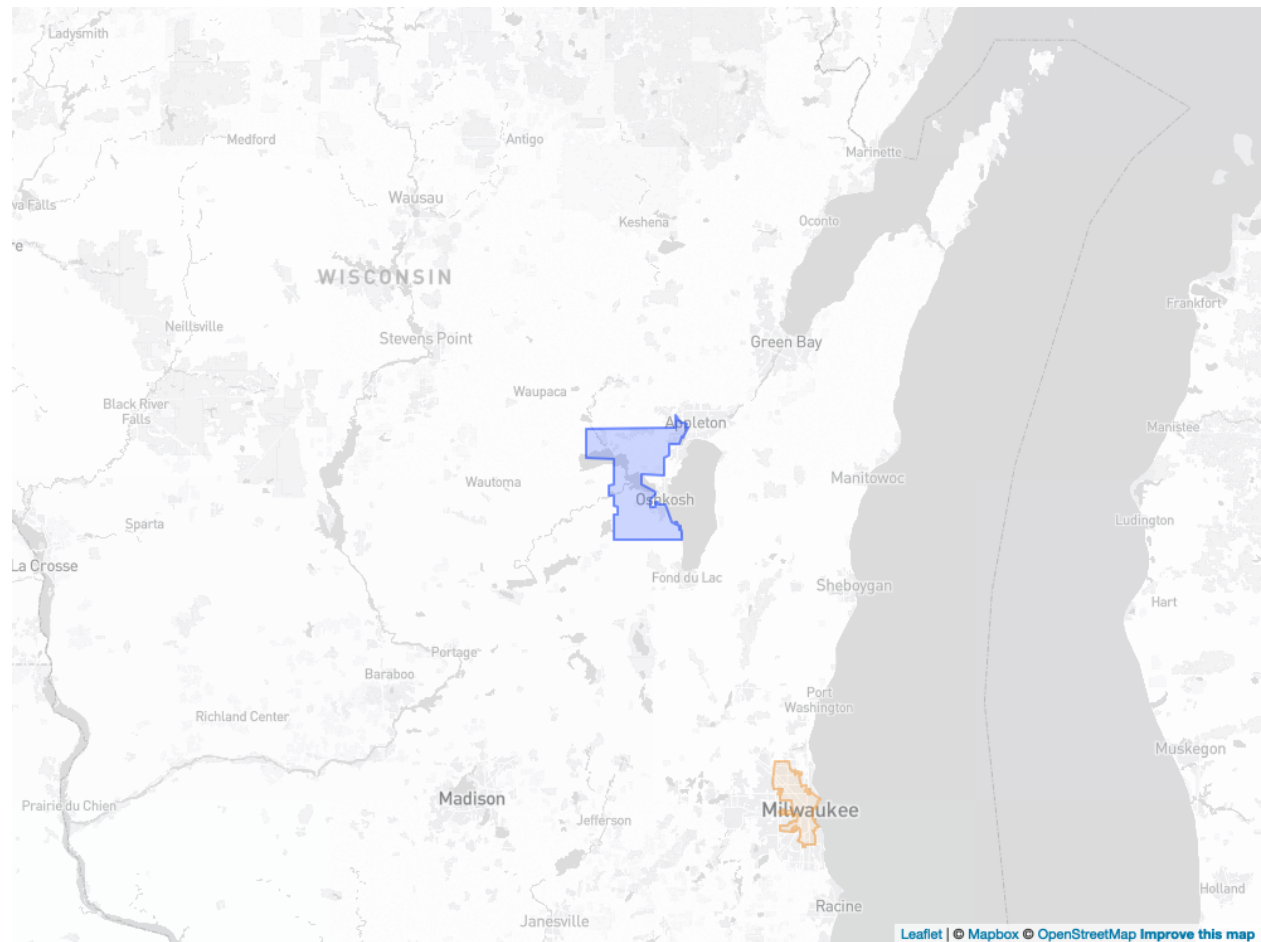 Ladysmith
Medford
Antigo
Marinette
Wausau
va Falls
Keshena
Oconto
re
WISCONSIN
Frankfort
Neillsville
Stevens Point
Green Bay
Waupaca
Black River
Falls
Appleton
Manistee
Wautoma
Manitowoc
Oshkosh
Sparta
Ludington
La Crosse
Fond du Lac
Sheboygan
Hart
Portage
Baraboo
Port
Washington
Richland Center
Muskegon
Madison
Prairie du Chien
Milwaukee
Jefferson
Holland
Racine
Janesville
Leaflet | © Mapbox © OpenStreetMap Improve this map